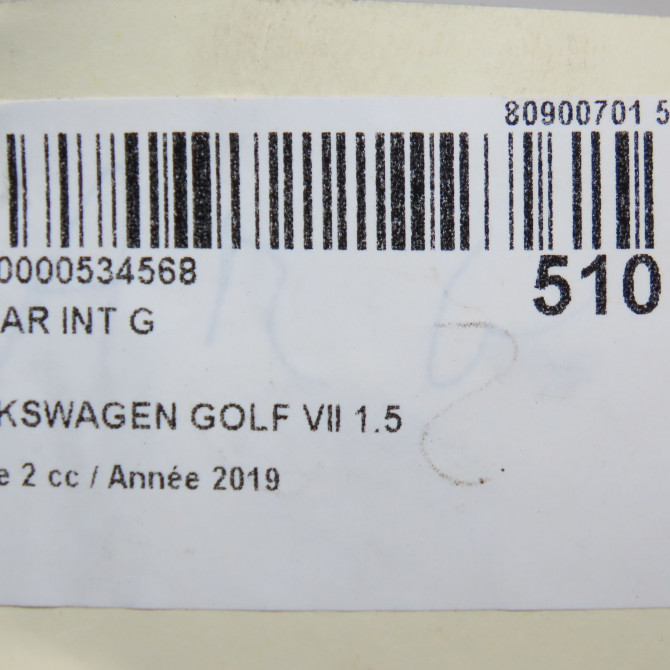 80900701 5
0000534568
510
AR INT G
KSWAGEN GOLF VII 1.5
e 2 cc / Année 2019